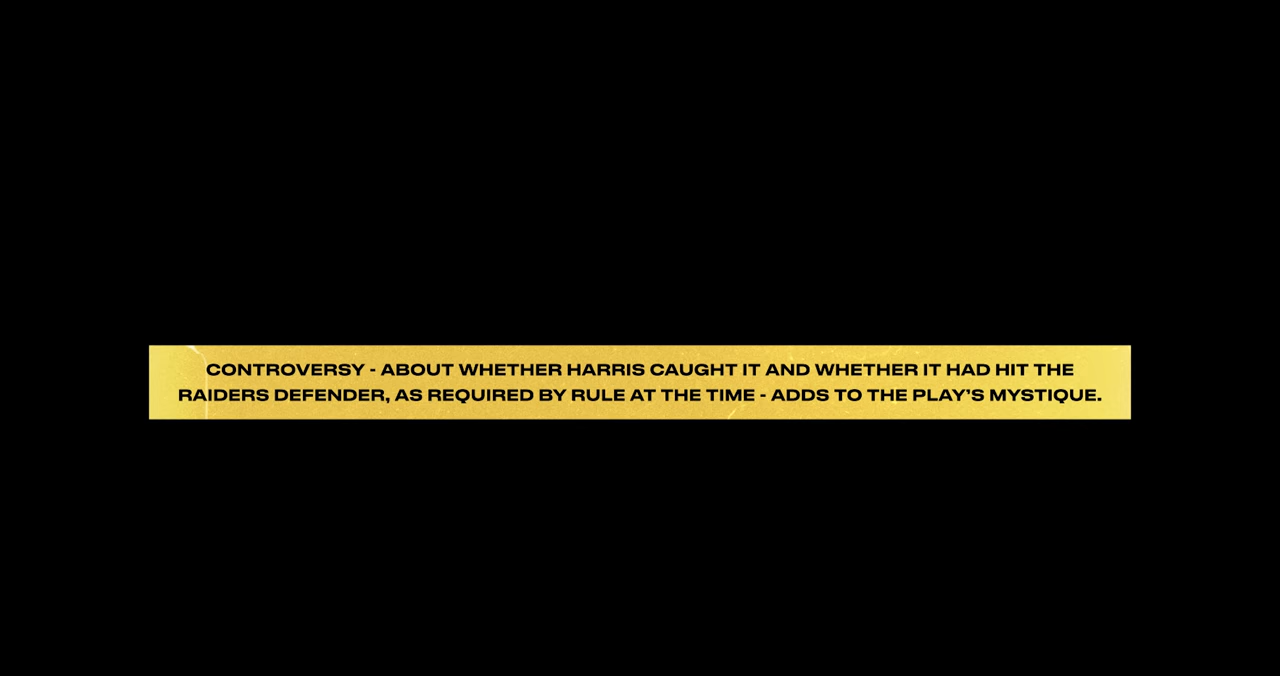 CONTROVERSY - ABOUT WHETHER HARRIS CAUGHT IT AND WHETHER IT HAD HIT THE
RAIDERS DEFENDER, AS REQUIRED BY RULE AT THE TIME - ADDS TO THE PLAY'S MYSTIQUE.